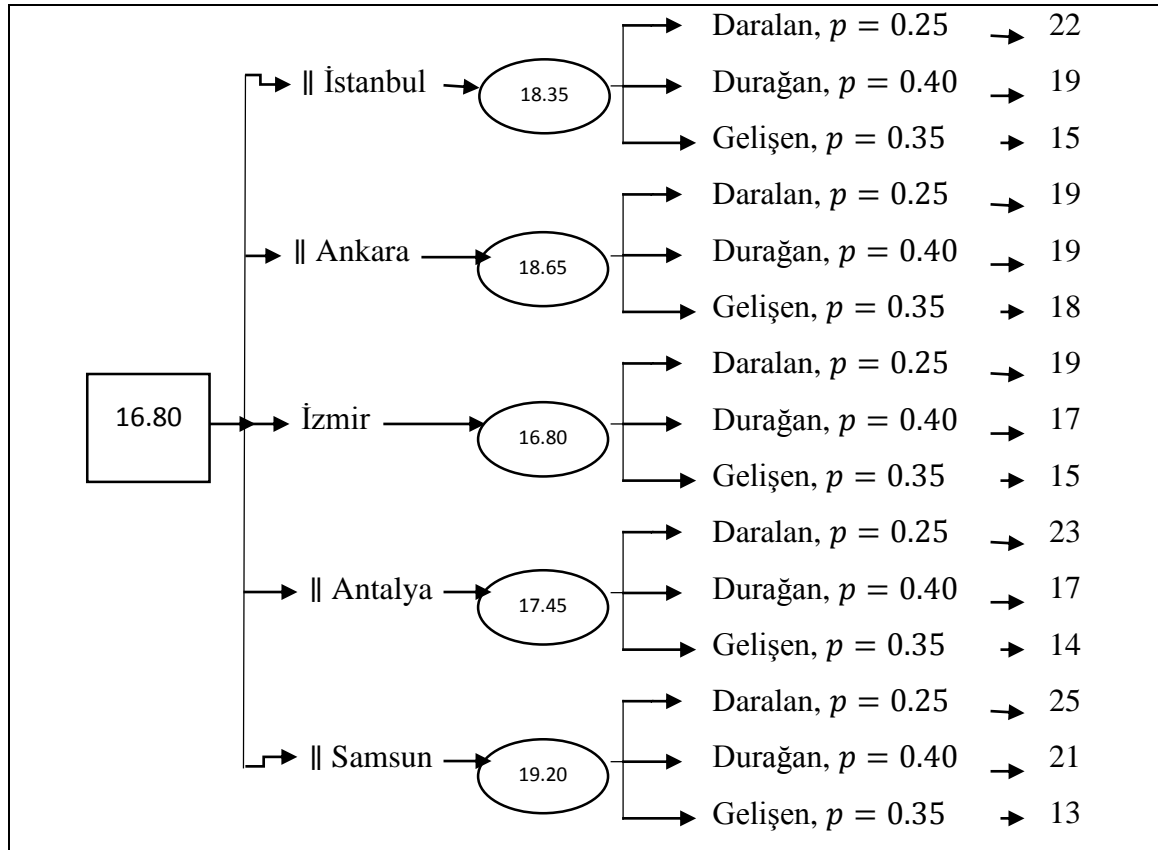 Daralan, 𝑝 = 0.25 22
‖ İstanbul 18.35 Durağan, 𝑝 = 0.40 19
Gelişen, 𝑝 = 0.35 15
Daralan, 𝑝 = 0.25 19
‖ Ankara 18.65 Durağan, 𝑝 = 0.40 19
Gelişen, 𝑝 = 0.35 18
Daralan, 𝑝 = 0.25 19
16.80 İzmir 16.80 Durağan, 𝑝 = 0.40 17
Gelişen, 𝑝 = 0.35 15
Daralan, 𝑝 = 0.25 23
‖ Antalya 17.45 Durağan, 𝑝 = 0.40 17
Gelişen, 𝑝 = 0.35 14
Daralan, 𝑝 = 0.25 25
‖ Samsun 19.20 Durağan, 𝑝 = 0.40 21
Gelişen, 𝑝 = 0.35 13